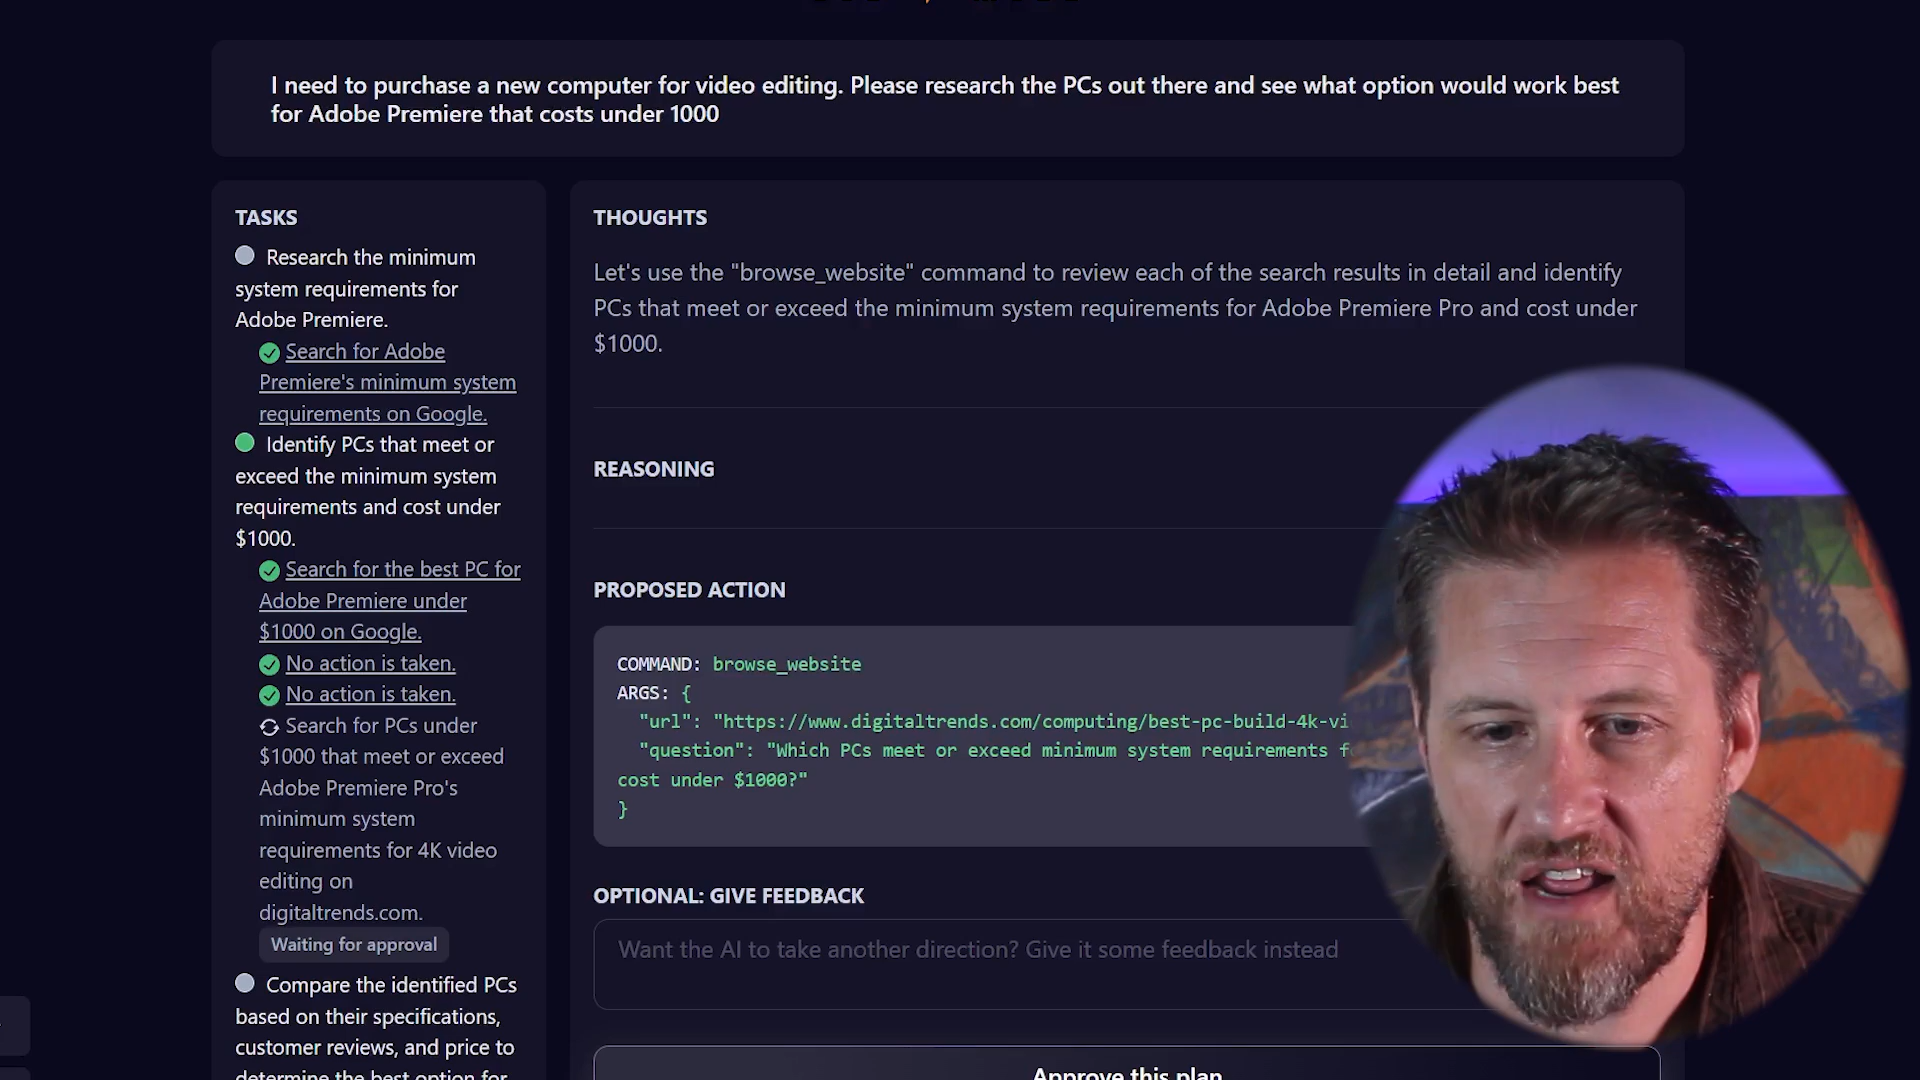 I need to purchase a new computer for video editing. Please research the PCs out there and see what option would work best
for Adobe Premiere that costs under 1000
TASKS
Research the minimum
system requirements for
Adobe Premiere.
Search for Adobe
Premiere's minimum system
requirements on Google.
Identify PCs that meet or
exceed the minimum system
requirements and cost under
$1000.
Search for the best PC for
Adobe Premiere under
$1000 on Google.
No action is taken.
No action is taken.
Search for PCs under
$1000 that meet or exceed
Adobe Premiere Pro's
minimum system
requirements for 4K video
editing on
digitaltrends.com.
Waiting for approval
Compare the identified PCs
based on their specifications,
customer reviews, and price to
determine the best option for
THOUGHTS
Let's use the "browse_website" command to review each of the search results in detail and identify
PCs that meet or exceed the minimum system requirements for Adobe Premiere Pro and cost under
$1000.
REASONING
PROPOSED ACTION
COMMAND: browse_website
ARGS: {
"url": "https://www.digitaltrends.com/computing/best-pc-build-4k-vi
"question": "Which PCs meet or exceed minimum system requirements f
cost under $1000?"
}
OPTIONAL: GIVE FEEDBACK
Want the AI to take another direction? Give it some feedback instead
Approve this plan